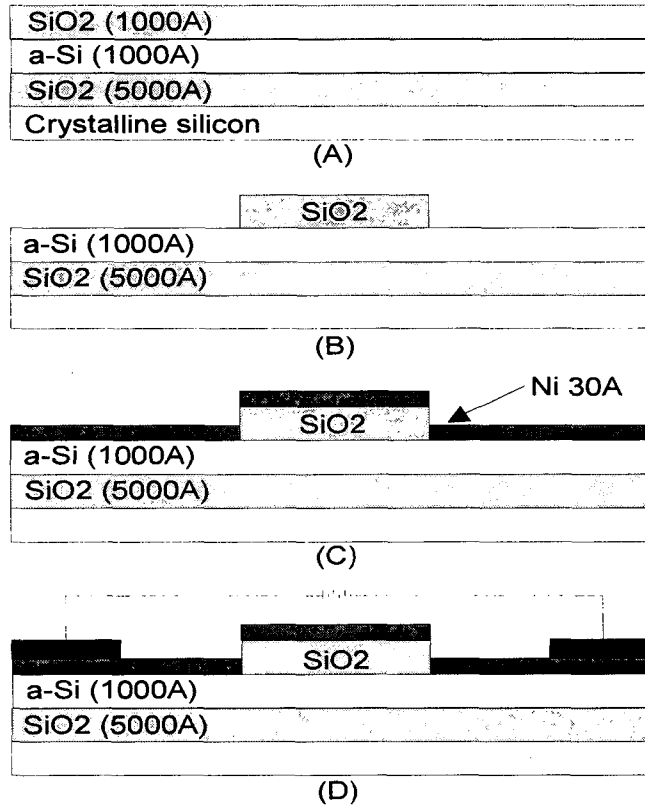 SiO2 (1000A)
a-Si (1000A)
SiO2 (5000A)
Crystalline silicon
(A)
SiO2
a-Si (1000A)
SiO2 (5000A)
(B)
Ni 30A
SiO2
a-Si (1000A)
SiO2 (5000A)
(C)
SiO2
a-Si (1000A)
SiO2 (5000A)
(D)